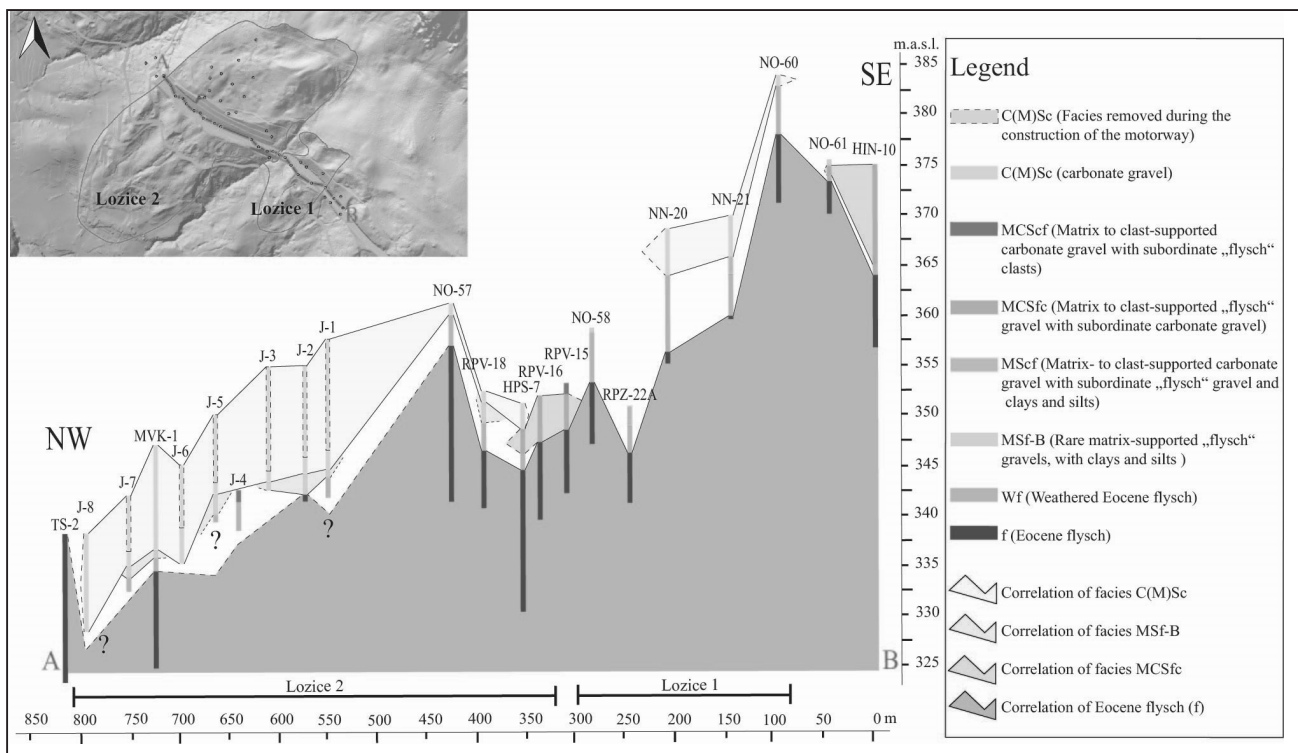 A
Lozice 2
Lozice 1
B
NW
SE
m.a.s.l.
385
380
375
370
365
360
355
350
345
340
335
330
325
TS-2
J-8
J-7
MVK-1
J-6
J-5
J-4
J-3
J-2
J-1
NO-57
RPV-18
HPS-7
RPV-16
RPV-15
NO-58
RPZ-22A
NN-20
NN-21
NO-60
NO-61
HIN-10
?
?
?
A
B
Lozice 2
Lozice 1
850 800 750 700 650 600 550 500 450 400 350 300 250 200 150 100 50 0 m
Legend
C(M)Sc (Facies removed during the
construction of the motorway)
C(M)Sc (carbonate gravel)
MCScf (Matrix to clast-supported
carbonate gravel with subordinate „flysch“
clasts)
MCSfc (Matrix to clast-supported „flysch“
gravel with subordinate carbonate gravel)
MScf (Matrix- to clast-supported carbonate
gravel with subordinate „flysch“ gravel and
clays and silts)
MSf-B (Rare matrix-supported „flysch“
gravels, with clays and silts )
Wf (Weathered Eocene flysch)
f (Eocene flysch)
Correlation of facies C(M)Sc
Correlation of facies MSf-B
Correlation of facies MCSfc
Correlation of Eocene flysch (f)